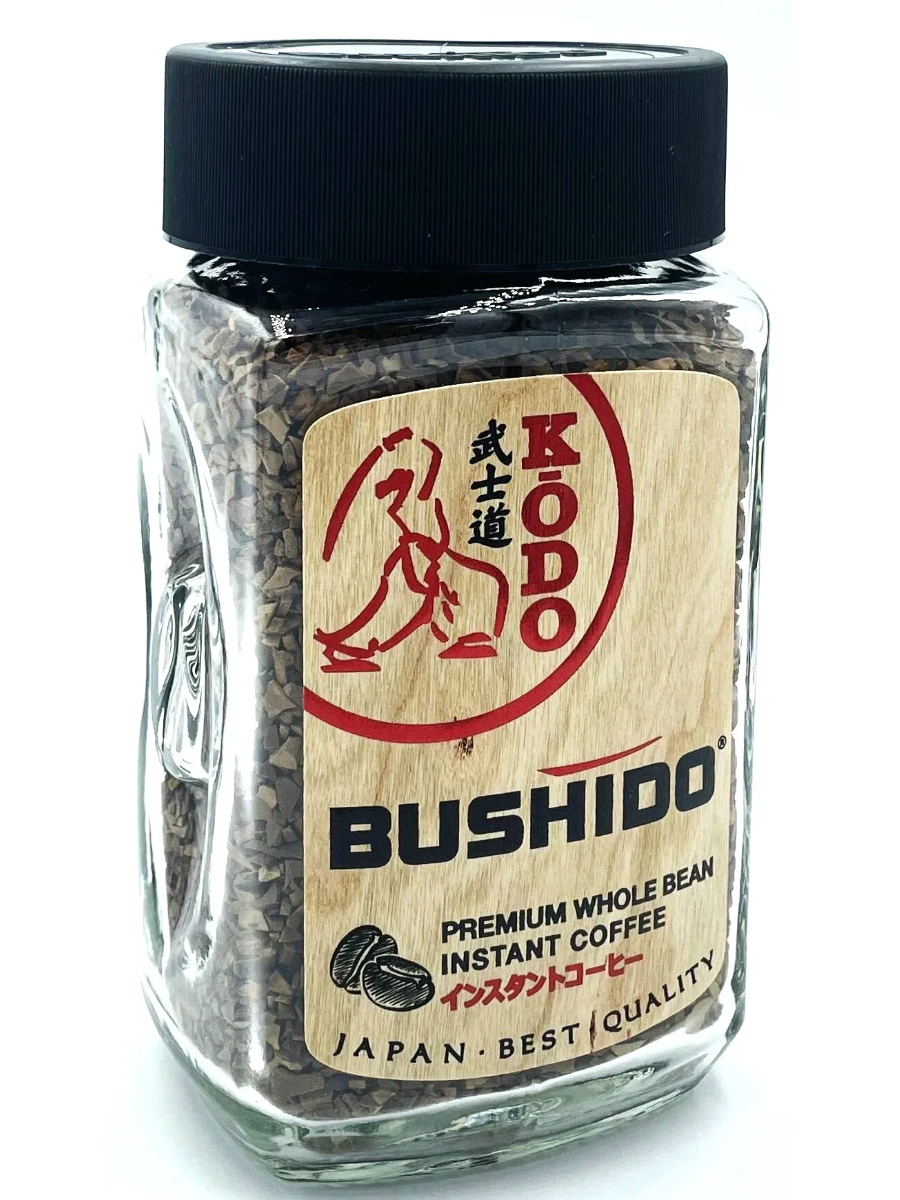 武士道
KŌDO
BUSHIDO®
PREMIUM WHOLE BEAN
INSTANT COFFEE
インスタントコーヒー
JAPAN · BEST QUALITY